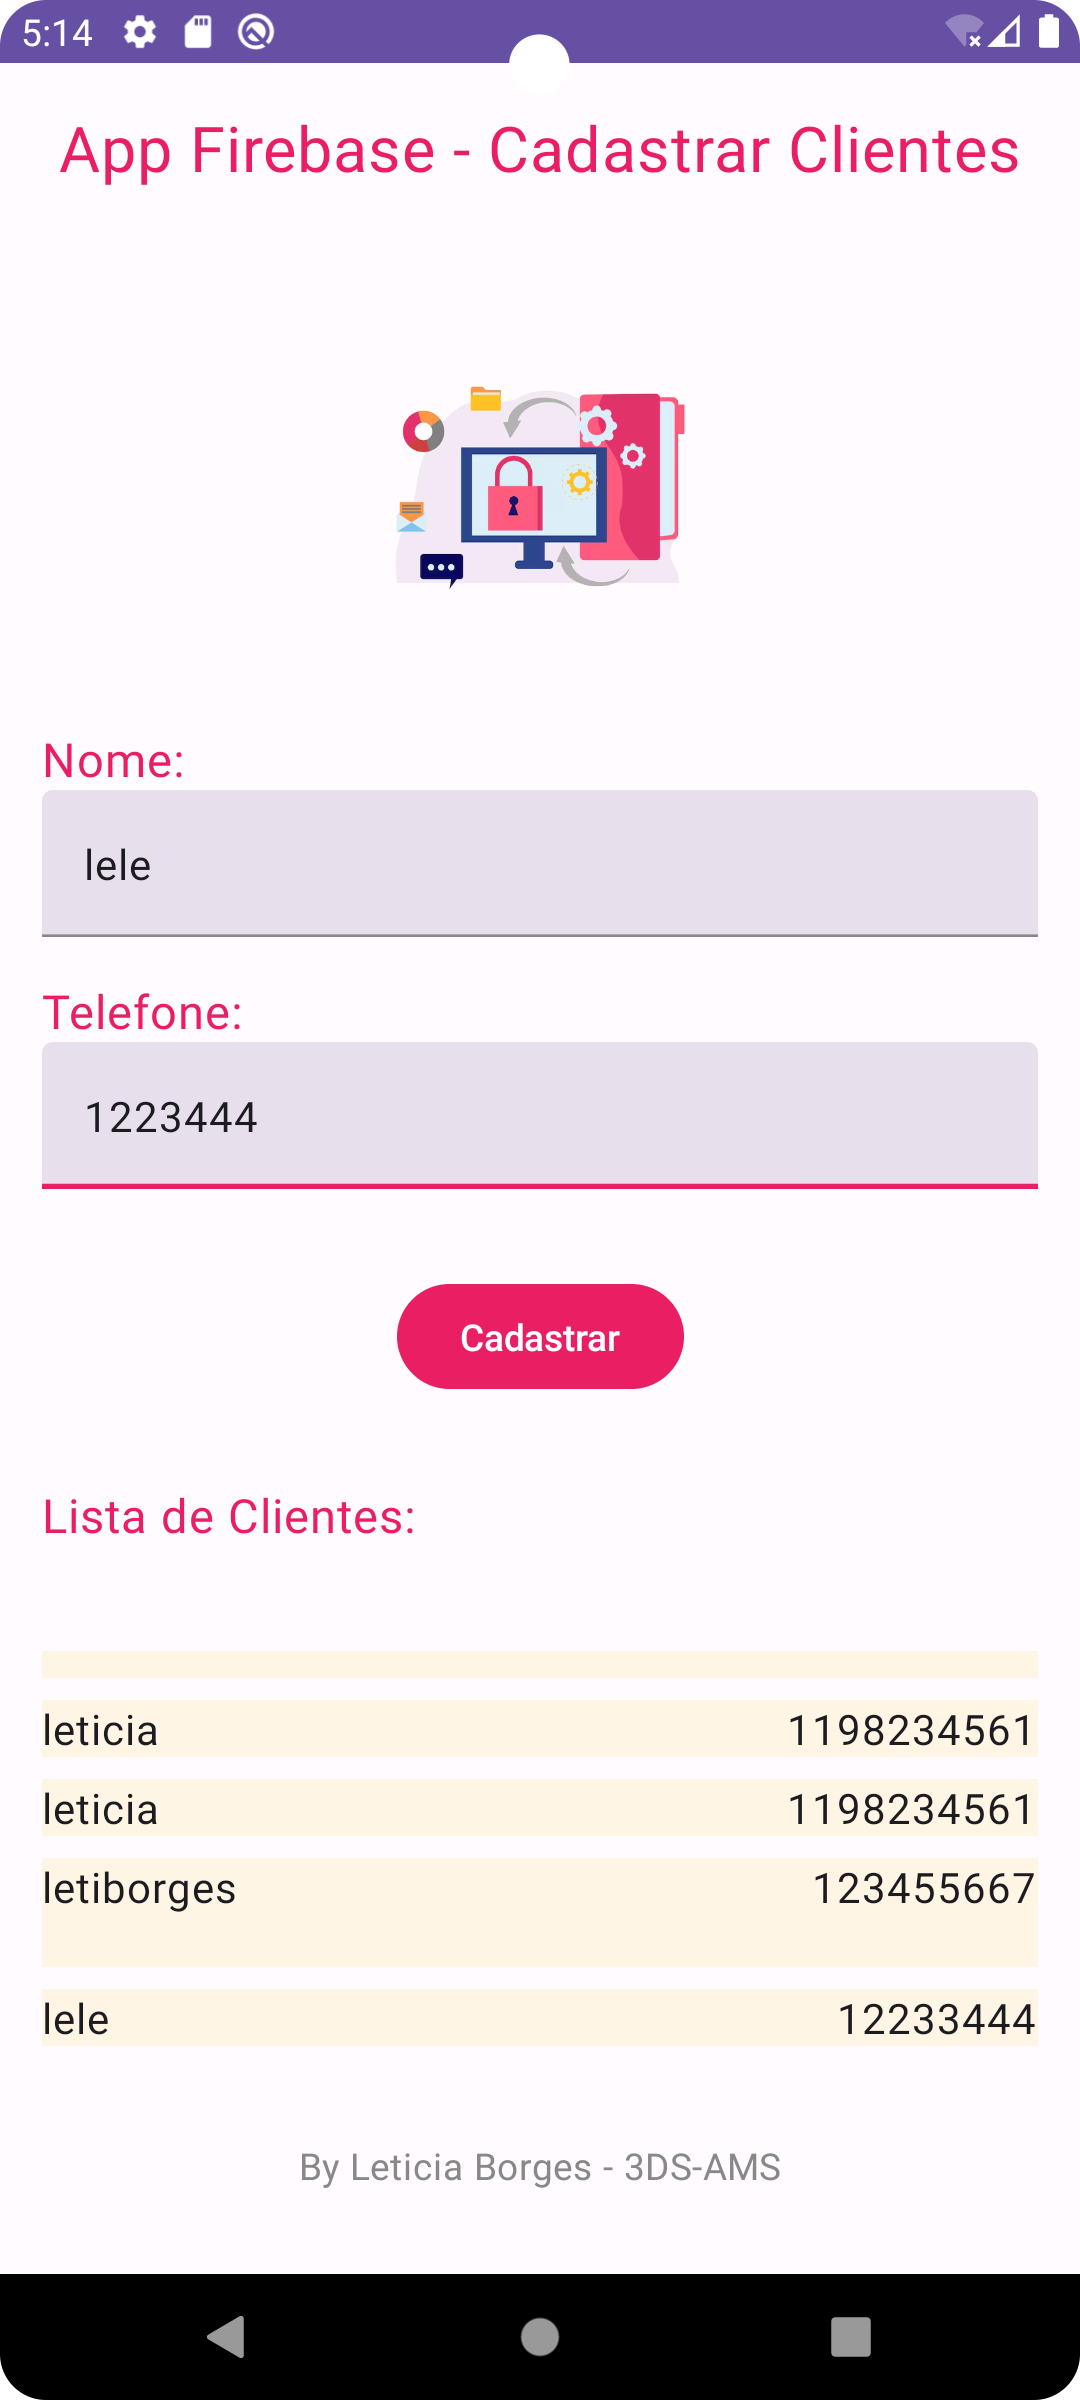 5:14
App Firebase - Cadastrar Clientes
Nome:
lele
Telefone:
1223444
Cadastrar
Lista de Clientes:
leticia 1198234561
leticia 1198234561
letiborges 123455667
lele 12233444
By Leticia Borges - 3DS-AMS